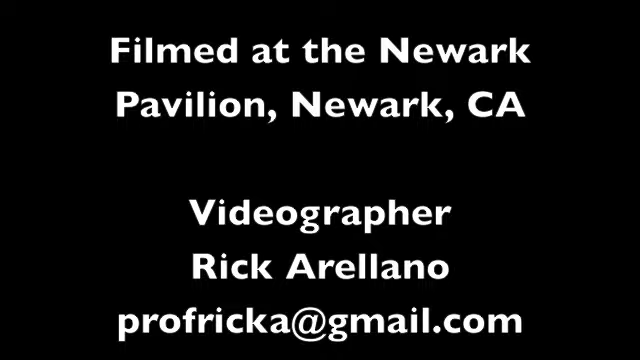 Filmed at the Newark
Pavilion, Newark, CA
Videographer
Rick Arellano
profricka@gmail.com